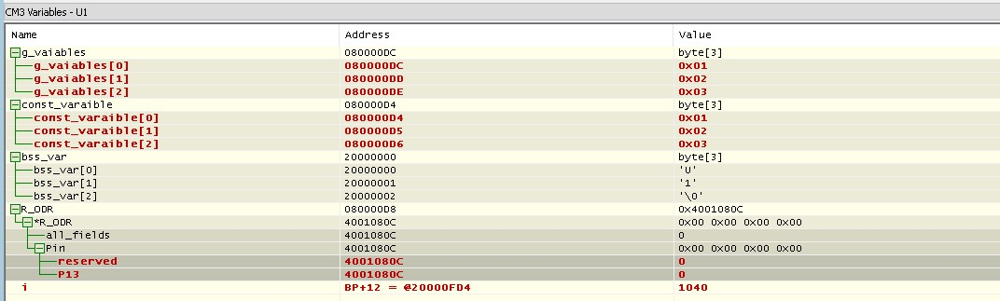 CM3 Variables - U1
Name Address Value
g_vaiables 080000DC byte[3]
g_vaiables[0] 080000DC 0x01
g_vaiables[1] 080000DD 0x02
g_vaiables[2] 080000DE 0x03
const_varaible 080000D4 byte[3]
const_varaible[0] 080000D4 0x01
const_varaible[1] 080000D5 0x02
const_varaible[2] 080000D6 0x03
bss_var 20000000 byte[3]
bss_var[0] 20000000 'U'
bss_var[1] 20000001 '1'
bss_var[2] 20000002 '\0'
R_ODR 080000D8 0x4001080C
*R_ODR 4001080C 0x00 0x00 0x00 0x00
all_fields 4001080C 0
Pin 4001080C 0x00 0x00 0x00 0x00
reserved 4001080C 0
P13 4001080C 0
i BP+12 = @20000FD4 1040